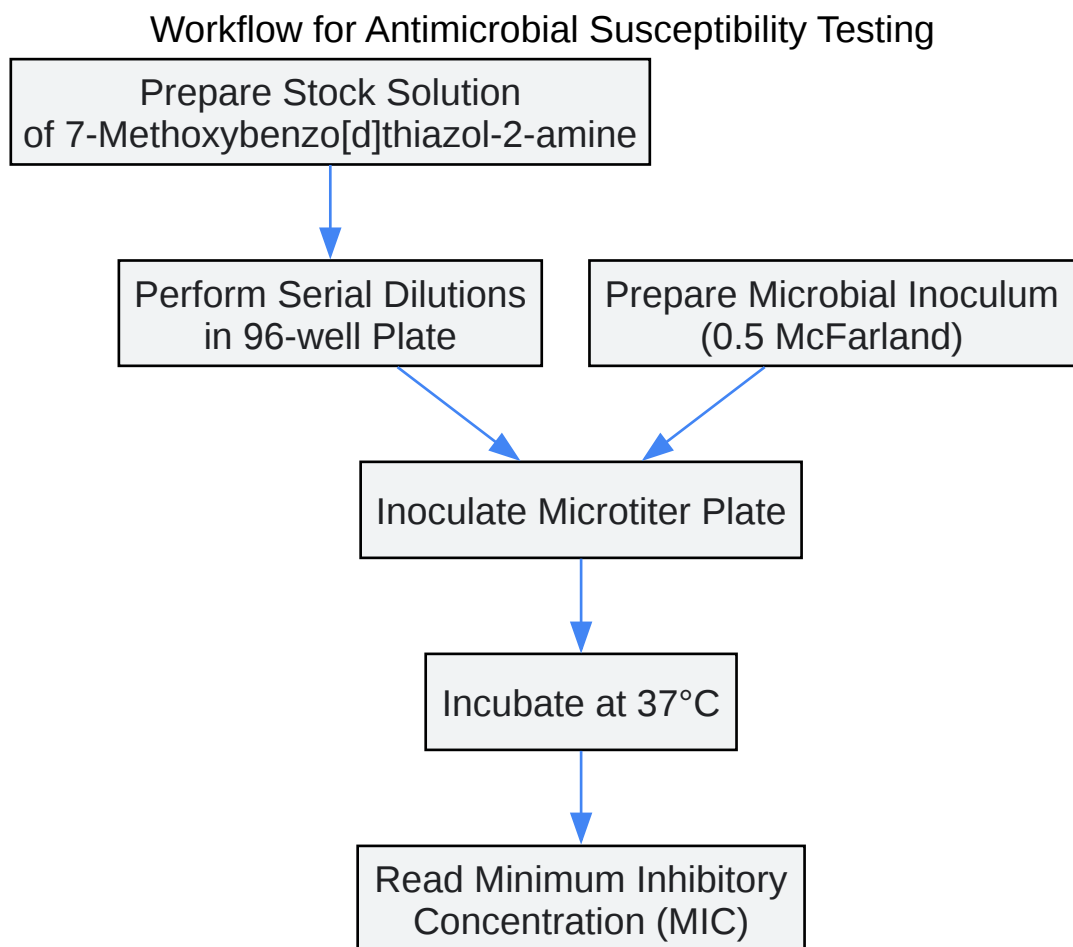 Workflow for Antimicrobial Susceptibility Testing
Prepare Stock Solution
of 7-Methoxybenzo[d]thiazol-2-amine
Perform Serial Dilutions
in 96-well Plate
Prepare Microbial Inoculum
(0.5 McFarland)
Inoculate Microtiter Plate
Incubate at 37°C
Read Minimum Inhibitory
Concentration (MIC)